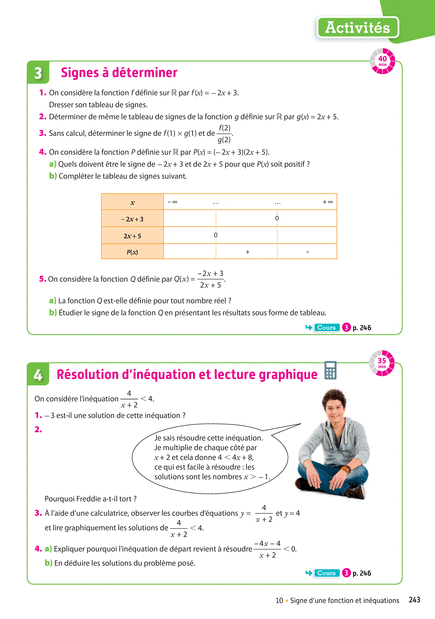 Activités
40 min
3 Signes à déterminer
1. On considère la fonction f définie sur ℝ par f(x) = – 2x + 3.
Dresser son tableau de signes.
2. Déterminer de même le tableau de signes de la fonction g définie sur ℝ par g(x) = 2x + 5.
3. Sans calcul, déterminer le signe de f(1) × g(1) et de f(2)/g(2).
4. On considère la fonction P définie sur ℝ par P(x) = (– 2x + 3)(2x + 5).
a) Quels doivent être le signe de – 2x + 3 et de 2x + 5 pour que P(x) soit positif ?
b) Compléter le tableau de signes suivant.
x – ∞ ... ... + ∞
– 2x + 3 0
2x + 5 0
P(x) + –
5. On considère la fonction Q définie par Q(x) = (–2x + 3)/(2x + 5).
a) La fonction Q est-elle définie pour tout nombre réel ?
b) Étudier le signe de la fonction Q en présentant les résultats sous forme de tableau.
Cours 3 p. 246
35 min
4 Résolution d'inéquation et lecture graphique
On considère l'inéquation 4/(x + 2) < 4.
1. – 3 est-il une solution de cette inéquation ?
2.
Je sais résoudre cette inéquation.
Je multiplie de chaque côté par
x + 2 et cela donne 4 < 4x + 8,
ce qui est facile à résoudre : les
solutions sont les nombres x > – 1.
Pourquoi Freddie a-t-il tort ?
3. À l'aide d'une calculatrice, observer les courbes d'équations y = 4/(x + 2) et y = 4
et lire graphiquement les solutions de 4/(x + 2) < 4.
4. a) Expliquer pourquoi l'inéquation de départ revient à résoudre (–4x – 4)/(x + 2) < 0.
b) En déduire les solutions du problème posé.
Cours 3 p. 246
10 • Signe d'une fonction et inéquations 243